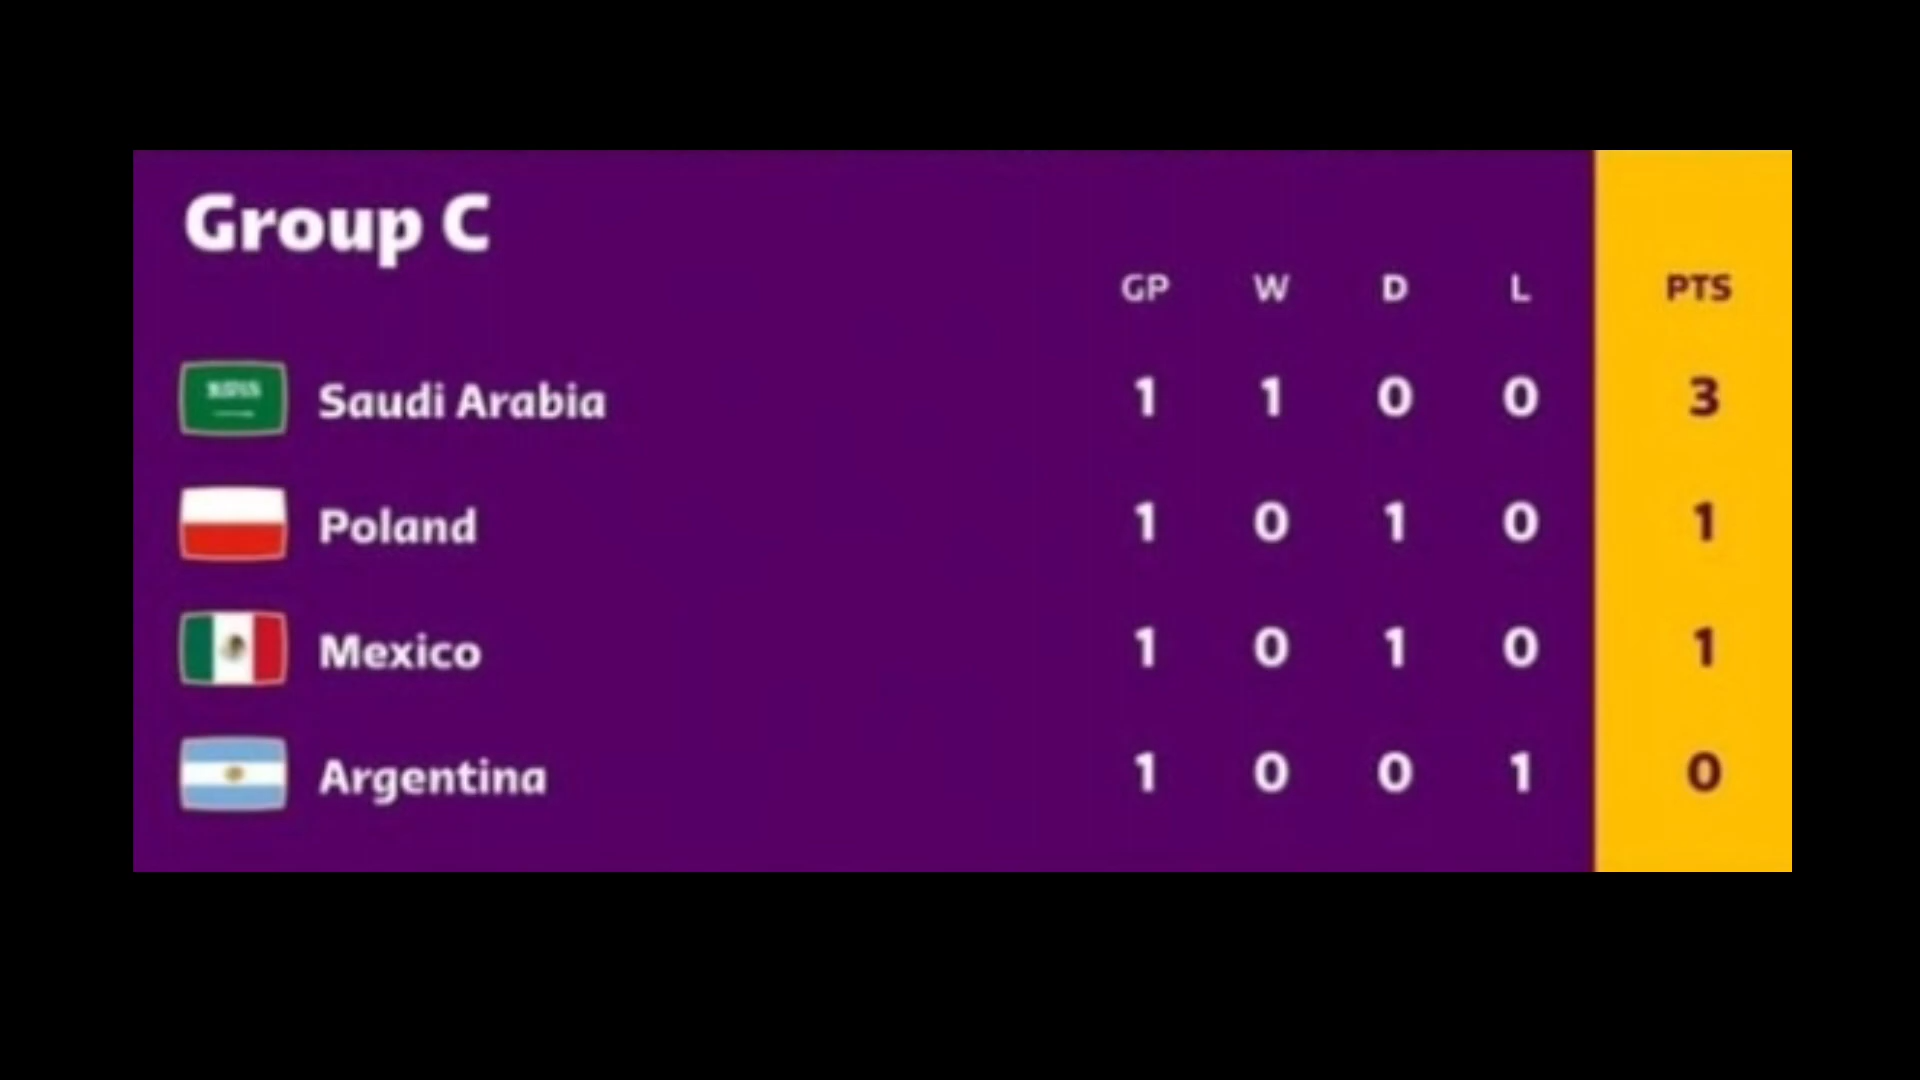 Group C
GP W D L PTS
Saudi Arabia 1 1 0 0 3
Poland 1 0 1 0 1
Mexico 1 0 1 0 1
Argentina 1 0 0 1 0